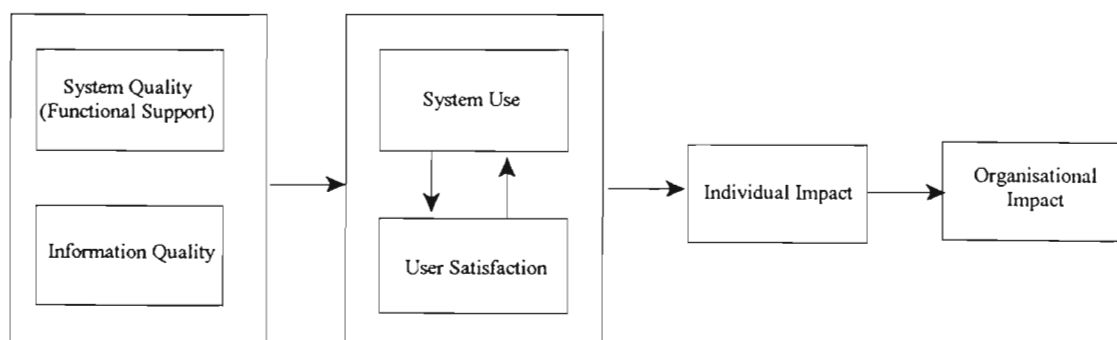 System Quality
(Functional Support)
Information Quality
System Use
User Satisfaction
Individual Impact
Organisational
Impact